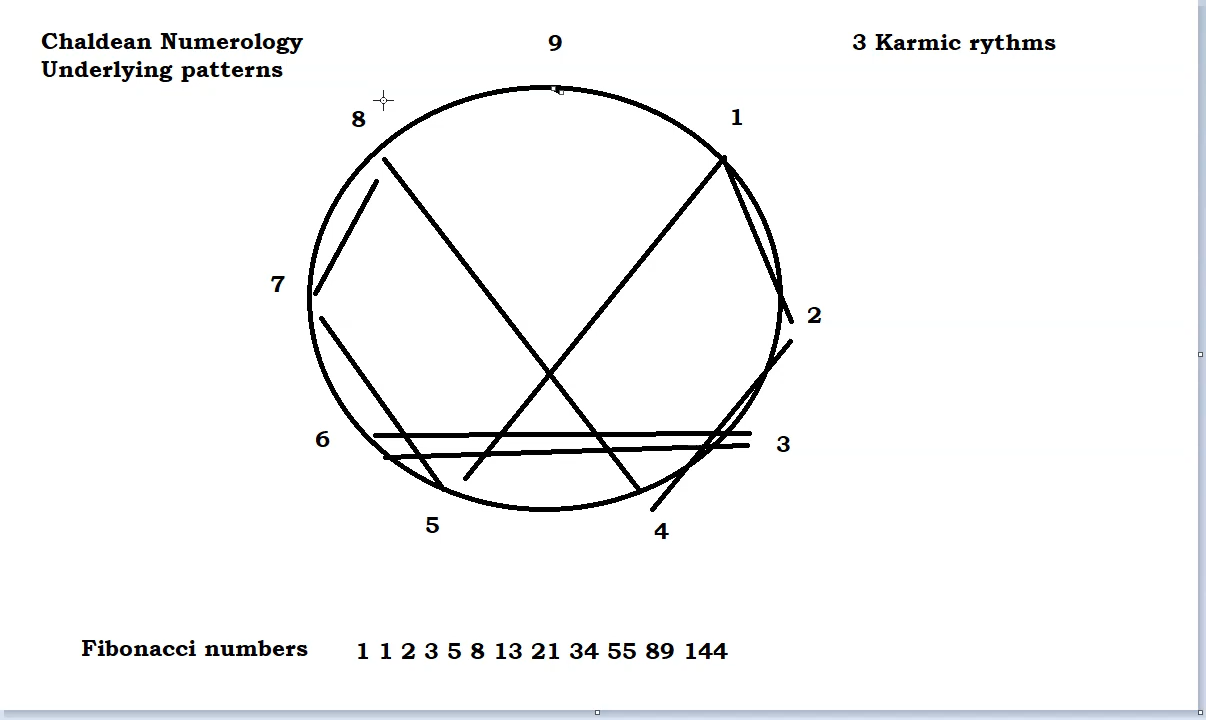 Chaldean Numerology
Underlying patterns
9
3 Karmic rythms
8
1
7
2
6
3
5
4
Fibonacci numbers 1 1 2 3 5 8 13 21 34 55 89 144